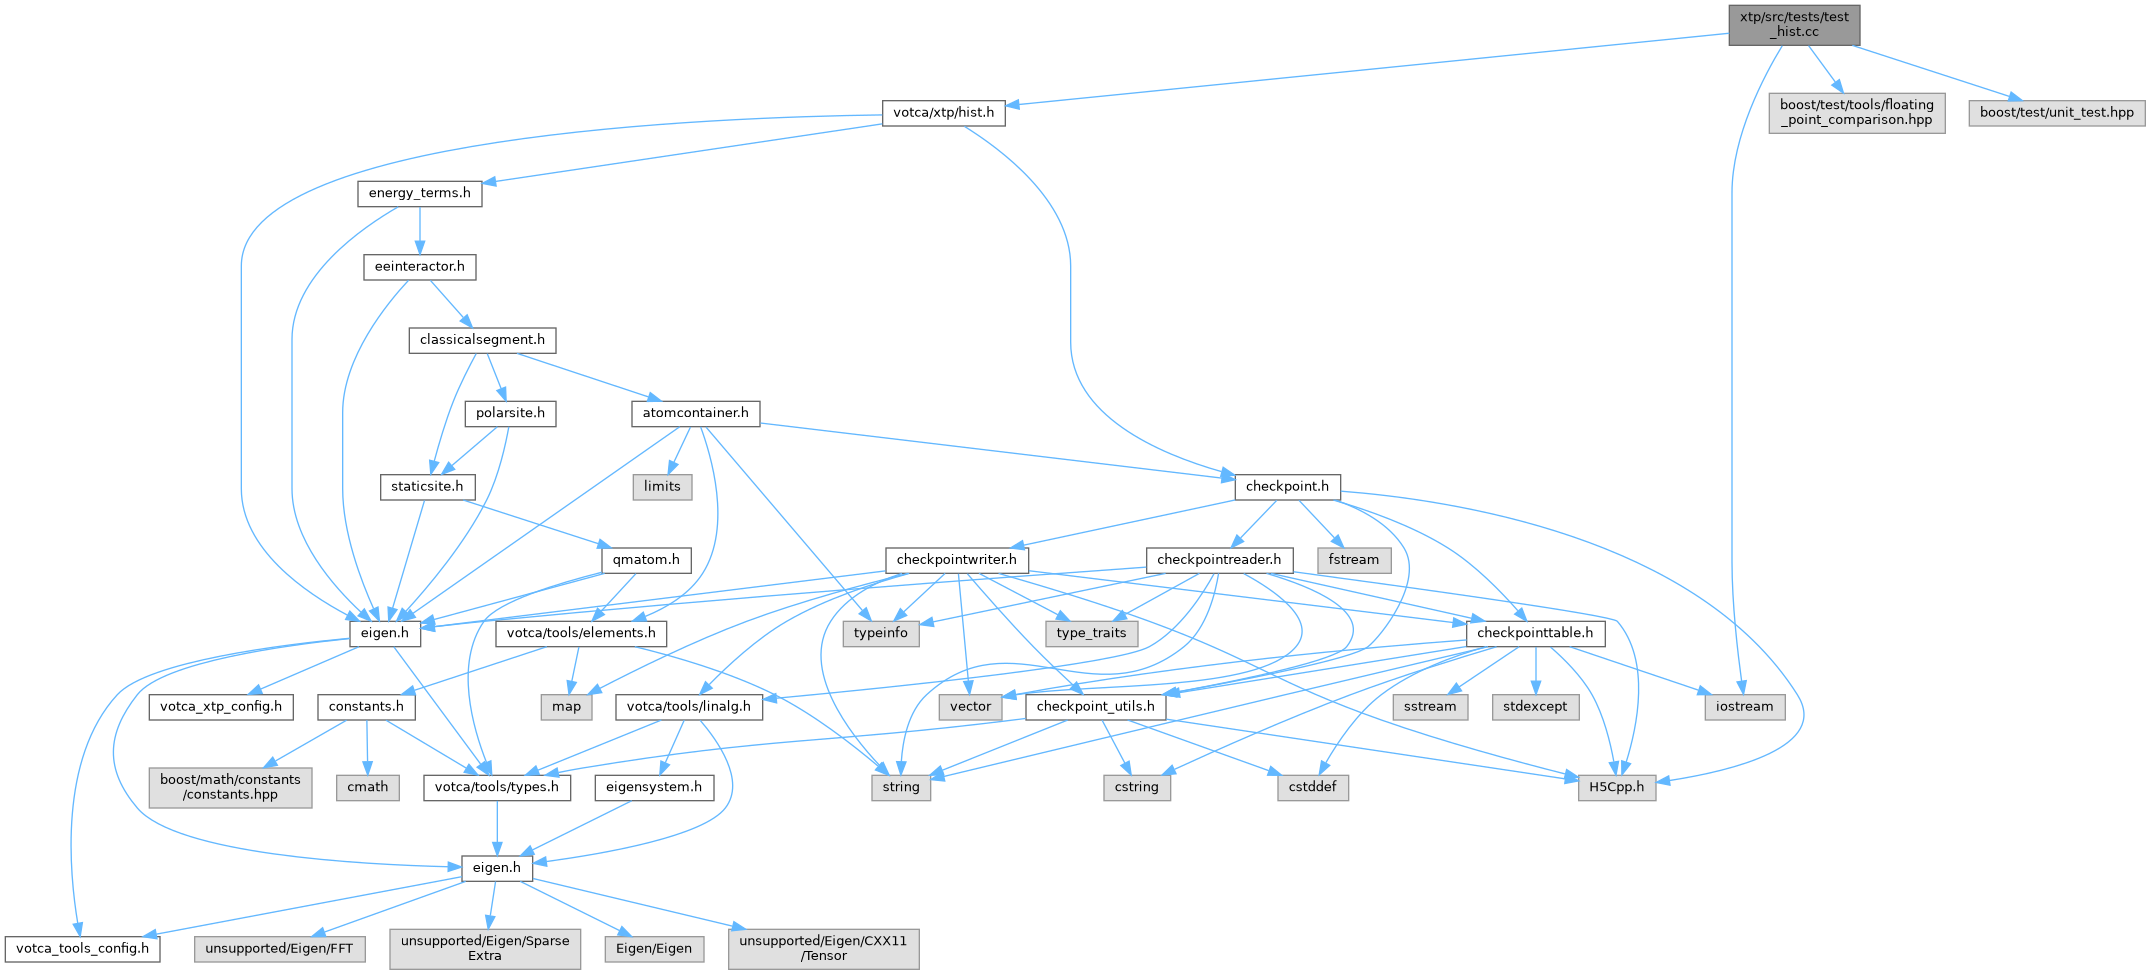 xtp/src/tests/test
_hist.cc
votca/xtp/hist.h
boost/test/tools/floating
_point_comparison.hpp
boost/test/unit_test.hpp
energy_terms.h
eeinteractor.h
classicalsegment.h
polarsite.h
atomcontainer.h
staticsite.h
limits
checkpoint.h
qmatom.h
checkpointwriter.h
checkpointreader.h
fstream
eigen.h
votca/tools/elements.h
typeinfo
type_traits
checkpointtable.h
votca_xtp_config.h
constants.h
map
votca/tools/linalg.h
vector
checkpoint_utils.h
sstream
stdexcept
iostream
boost/math/constants
/constants.hpp
cmath
votca/tools/types.h
eigensystem.h
string
cstring
cstddef
H5Cpp.h
eigen.h
votca_tools_config.h
unsupported/Eigen/FFT
unsupported/Eigen/Sparse
Extra
Eigen/Eigen
unsupported/Eigen/CXX11
/Tensor